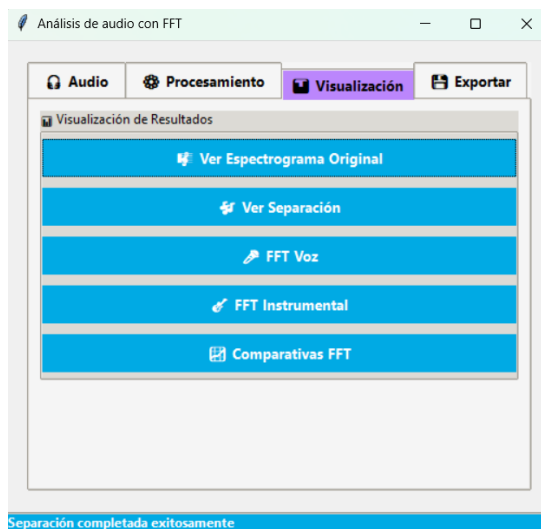 Análisis de audio con FFT
Audio Procesamiento Visualización Exportar
Visualización de Resultados
Ver Espectrograma Original
Ver Separación
FFT Voz
FFT Instrumental
Comparativas FFT
Separación completada exitosamente